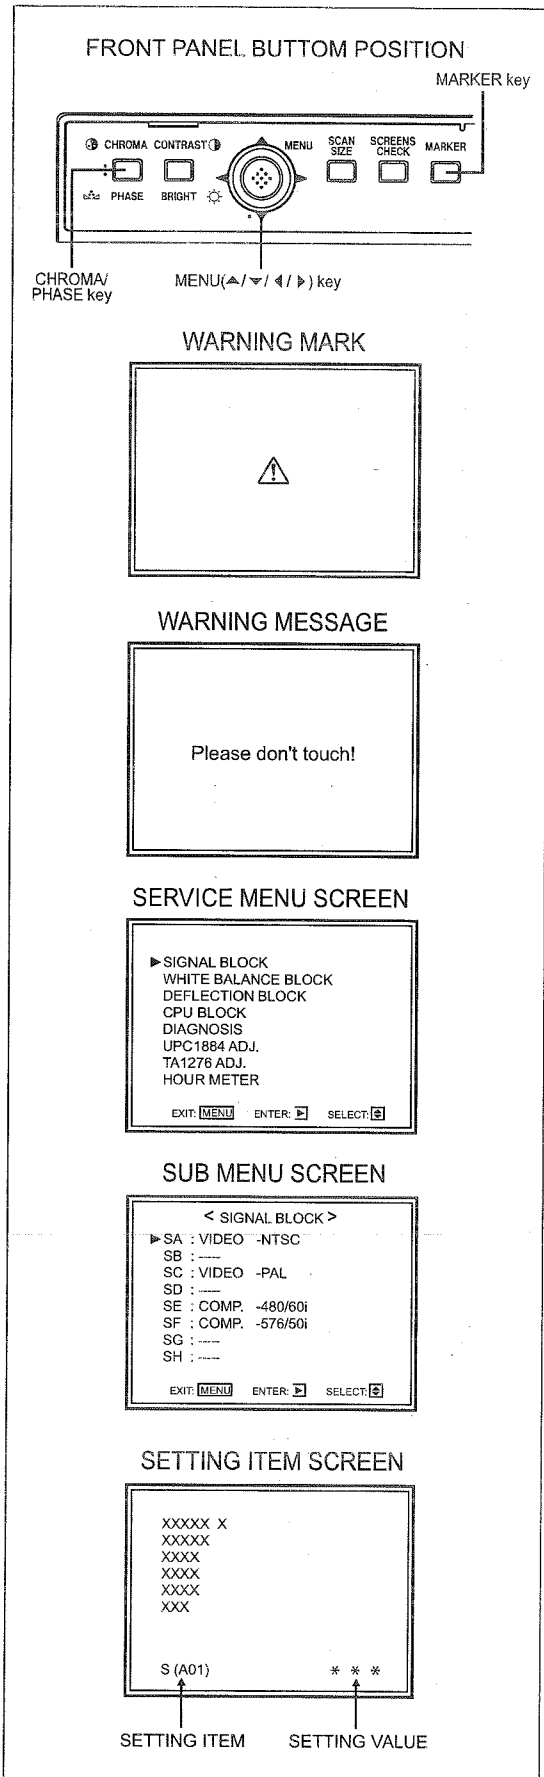 FRONT PANEL BUTTOM POSITION
MARKER key
CHROMA CONTRAST MENU SCAN SIZE SCREENS CHECK MARKER
PHASE BRIGHT
CHROMA/
PHASE key
MENU(▲/▼/◀/▶) key
WARNING MARK
WARNING MESSAGE
Please don't touch!
SERVICE MENU SCREEN
▶SIGNAL BLOCK
WHITE BALANCE BLOCK
DEFLECTION BLOCK
CPU BLOCK
DIAGNOSIS
UPC1884 ADJ.
TA1276 ADJ.
HOUR METER
EXIT: MENU ENTER: ▶ SELECT:
SUB MENU SCREEN
< SIGNAL BLOCK >
▶SA : VIDEO -NTSC
SB : ----
SC : VIDEO -PAL
SD : ----
SE : COMP. -480/60i
SF : COMP. -576/50i
SG : ----
SH : ----
EXIT: MENU ENTER: ▶ SELECT:
SETTING ITEM SCREEN
XXXXX X
XXXXX
XXXX
XXXX
XXXX
XXX
S (A01) * * *
SETTING ITEM SETTING VALUE